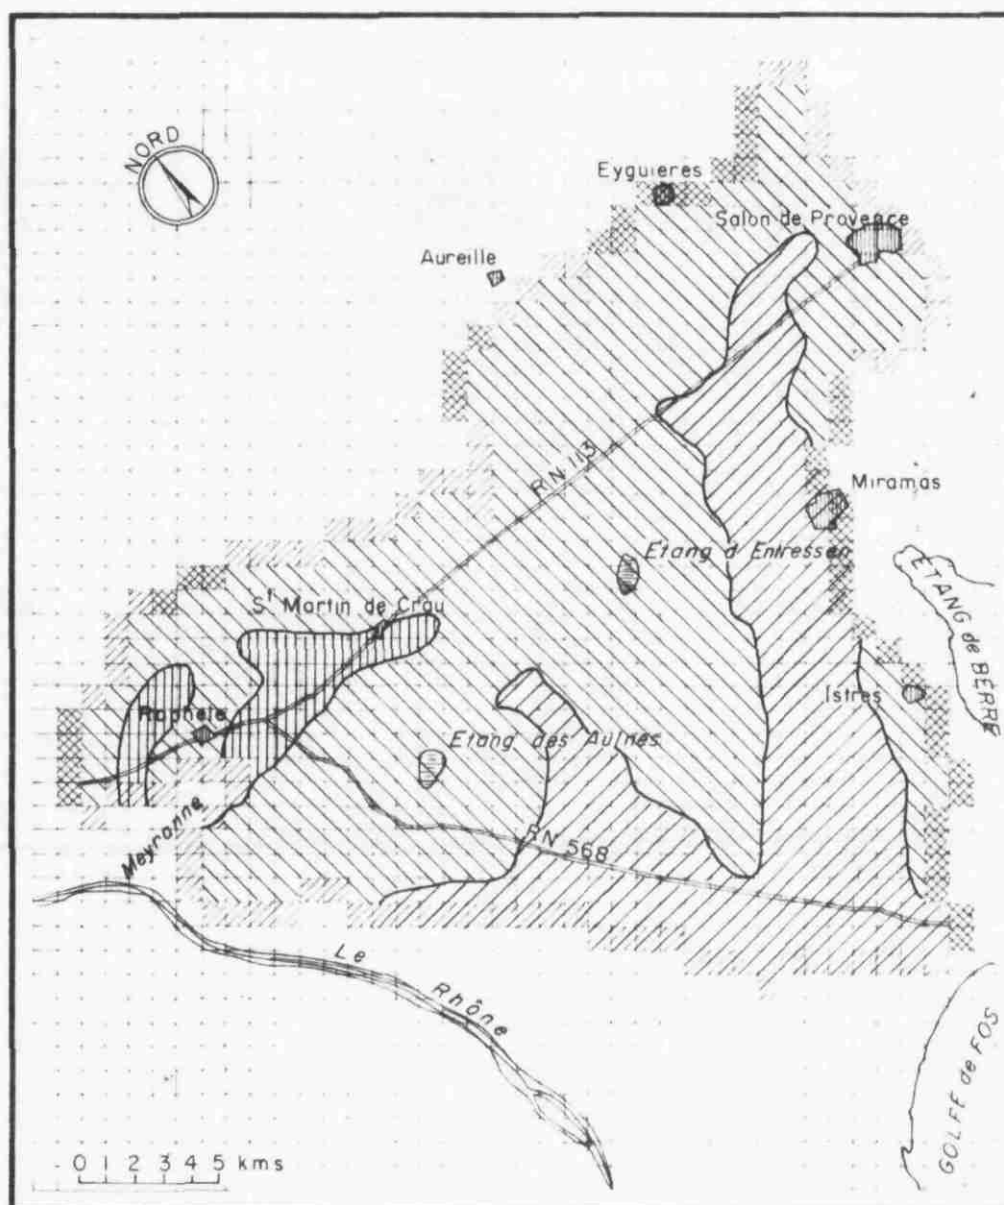 NORD
Eyguieres
Salon de Provence
Aureille
RN 113
Miramas
Etang d'Entressen
St Martin de Crau
ETANG de BERRE
Istres
Raphele
Etang des Aulnes
Meyranne
RN 568
Le
Rhône
GOLFE de FOS
0 1 2 3 4 5 kms